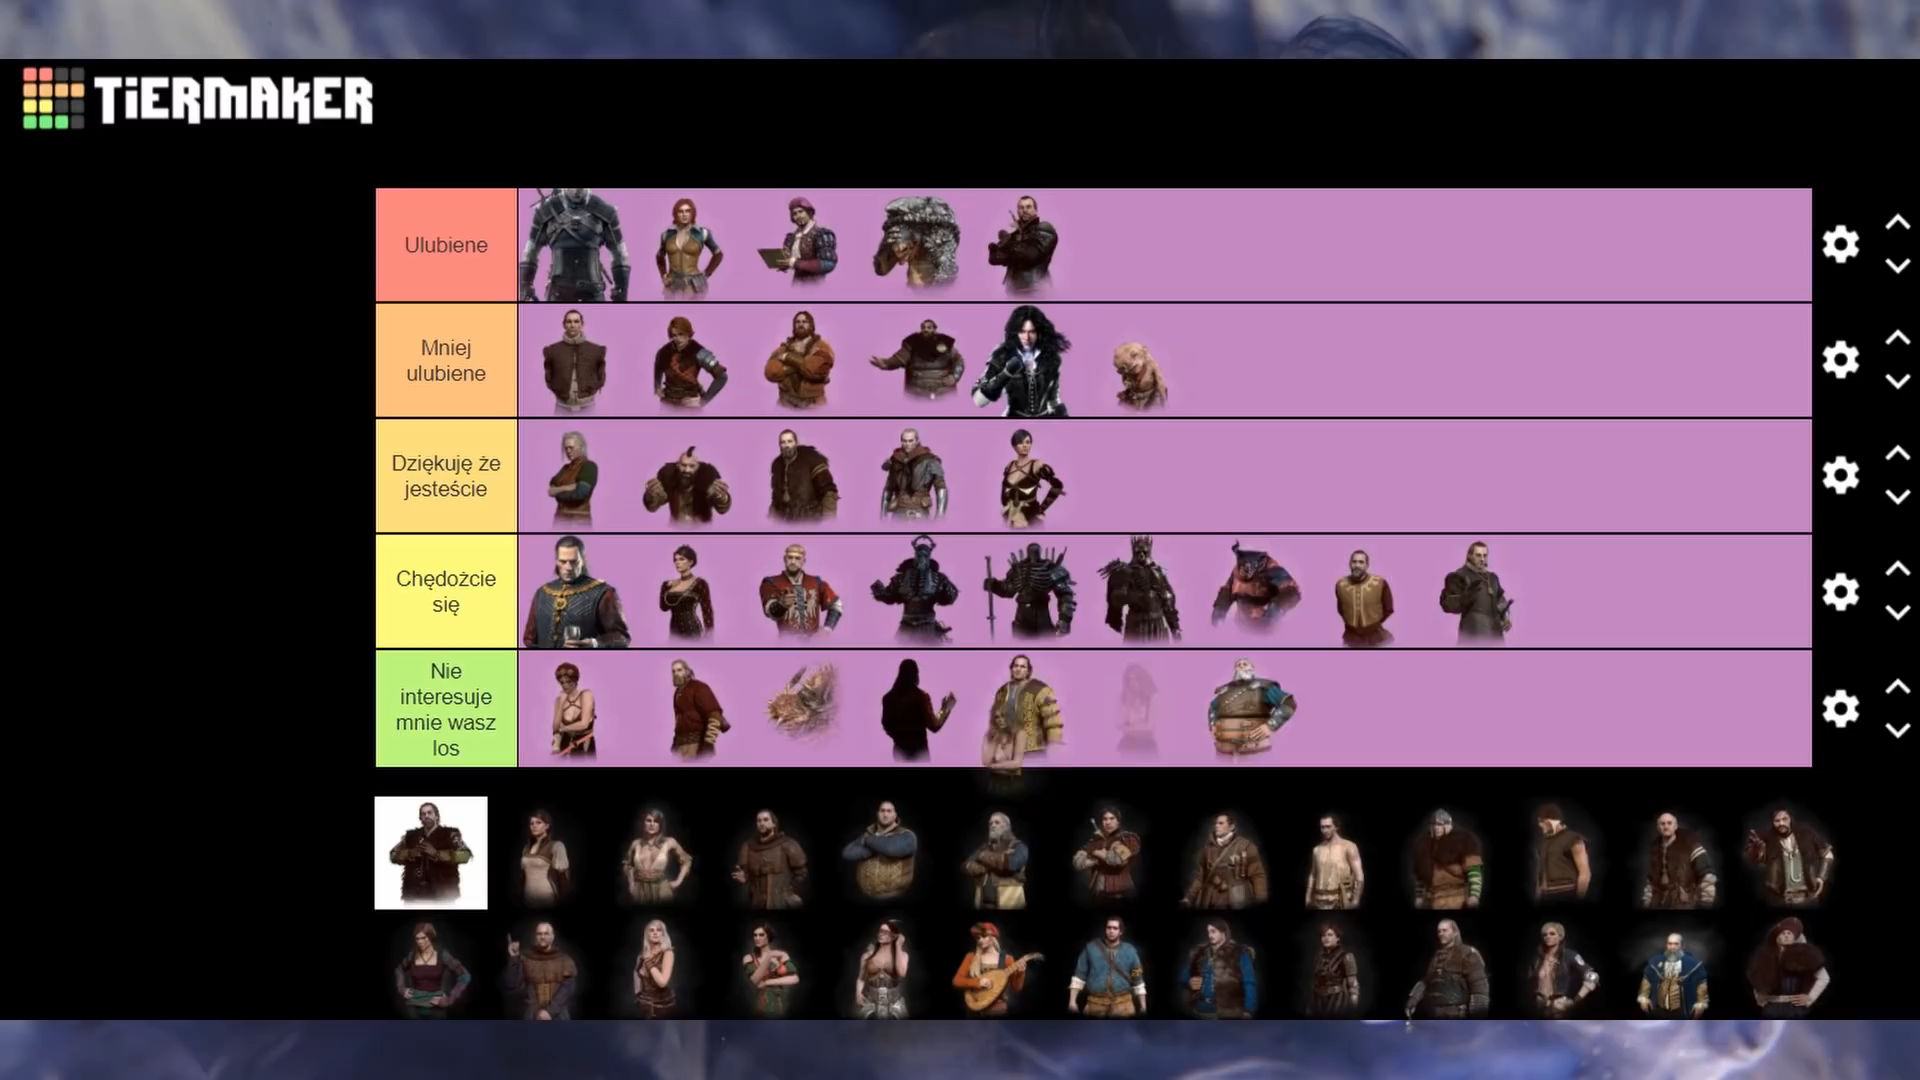 TiERMAKER
Ulubiene
Mniej
ulubiene
Dziękuję że
jesteście
Chędożcie
się
Nie
interesuje
mnie wasz
los